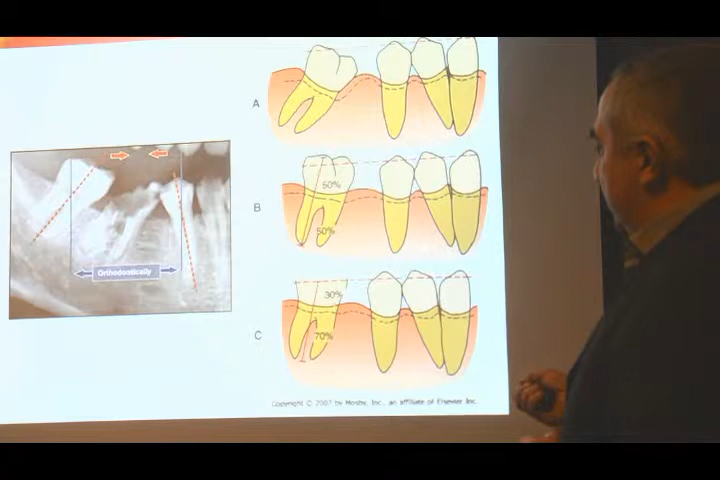 A
50%
B
50%
Orthodontically
30%
C
70%
Copyright © 2007 by Mosby, Inc., an affiliate of Elsevier Inc.